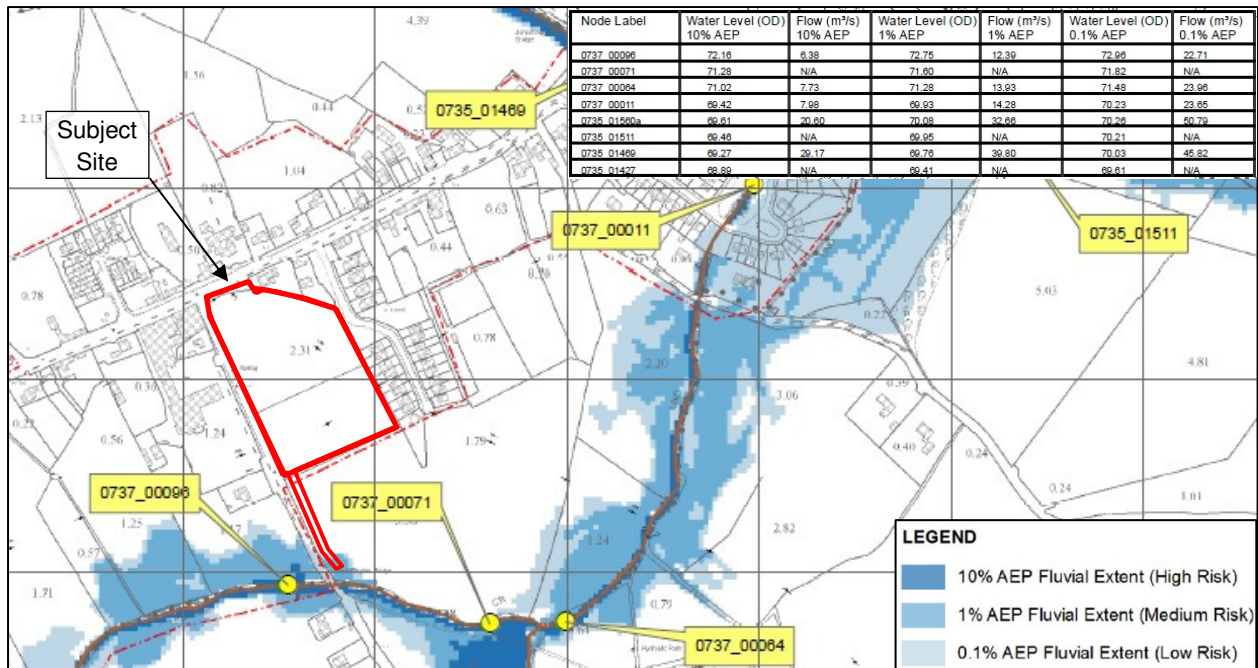 Node Label Water Level (OD) 10% AEP Flow (m³/s) 10% AEP Water Level (OD) 1% AEP Flow (m³/s) 1% AEP Water Level (OD) 0.1% AEP Flow (m³/s) 0.1% AEP
0737_00096 72.16 6.38 72.75 12.39 72.96 22.71
0737_00071 71.28 N/A 71.60 N/A 71.82 N/A
0737_00064 71.02 7.73 71.28 13.93 71.48 23.96
0737_00011 69.42 7.98 69.93 14.28 70.23 23.65
0735_01560a 69.61 20.60 70.08 32.66 70.26 50.79
0735_01511 69.46 N/A 69.95 N/A 70.21 N/A
0735_01469 69.27 29.17 69.76 39.80 70.03 45.82
0735_01427 68.89 N/A 69.41 N/A 69.61 N/A
4.39
1.56
0.44
2.13
0735_01469
Subject
Site
1.04
0.82
0.63
0.44
0.70
0.78
0737_00011
0735_01511
5.03
0.22
2.31
0.78
2.20
4.81
3.06
0.36
0.39
0.22
0.56
1.24
1.79
0.40
0.24
0737_00096
0737_00071
0.24
1.01
1.25
2.82
0.57
1.24
1.71
0.79
0737_00064
LEGEND
10% AEP Fluvial Extent (High Risk)
1% AEP Fluvial Extent (Medium Risk)
0.1% AEP Fluvial Extent (Low Risk)